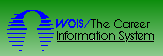 WOIS/The Career
Information System